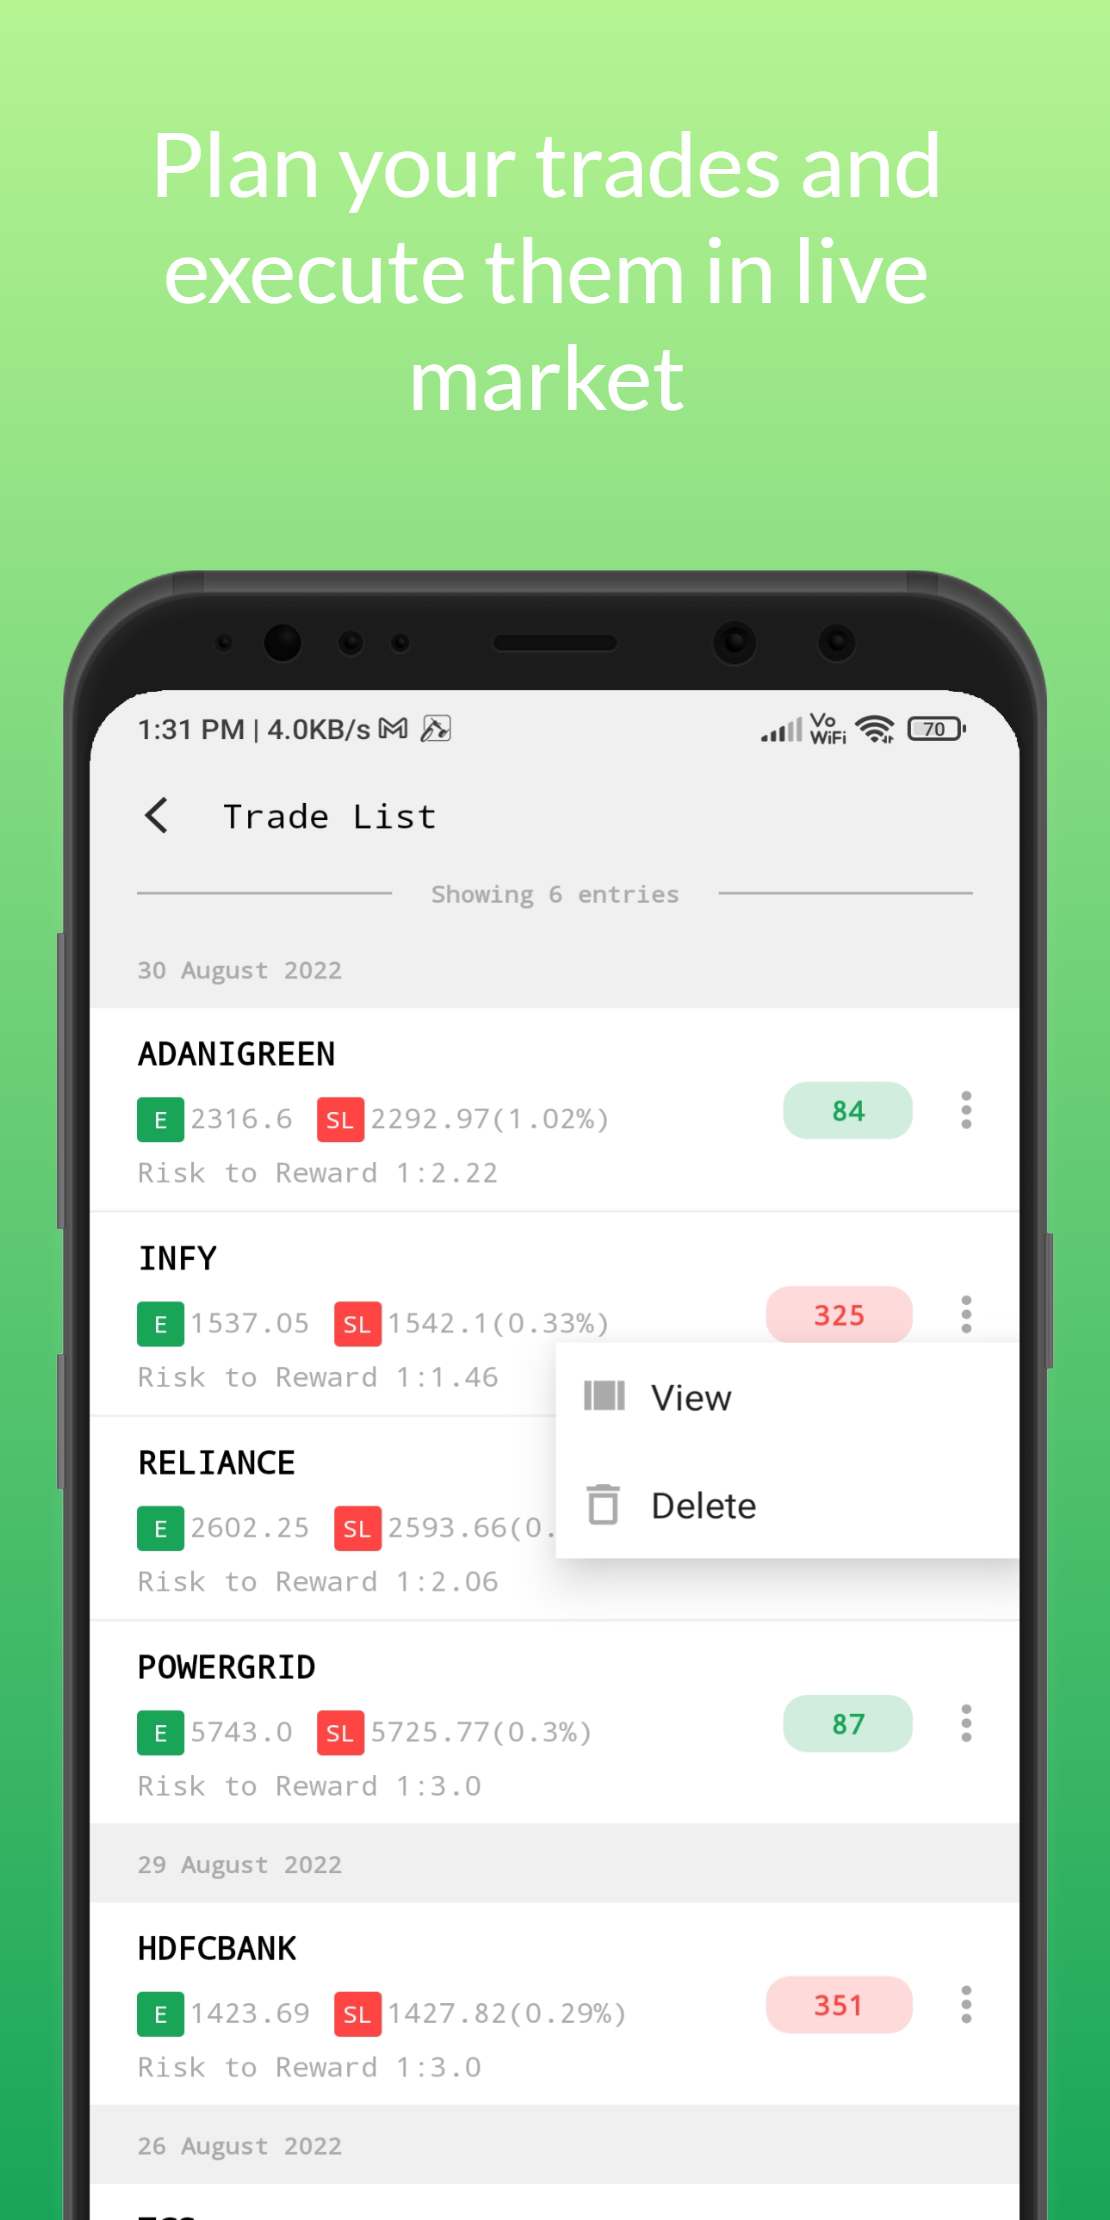 Plan your trades and
execute them in live
market
1:31 PM | 4.0KB/s
Vo
WiFi
70
Trade List
Showing 6 entries
30 August 2022
ADANIGREEN
E 2316.6 SL 2292.97(1.02%)
84
Risk to Reward 1:2.22
INFY
E 1537.05 SL 1542.1(0.33%)
325
Risk to Reward 1:1.46
View
RELIANCE
Delete
E 2602.25 SL 2593.66(0.
Risk to Reward 1:2.06
POWERGRID
E 5743.0 SL 5725.77(0.3%)
87
Risk to Reward 1:3.0
29 August 2022
HDFCBANK
E 1423.69 SL 1427.82(0.29%)
351
Risk to Reward 1:3.0
26 August 2022